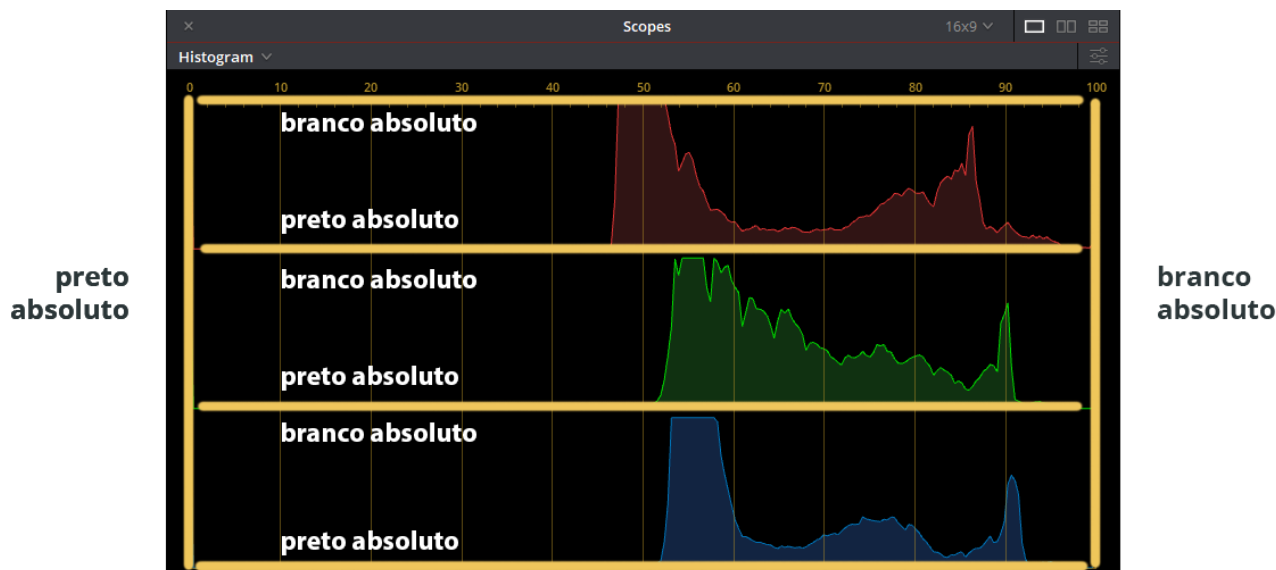 ×
Scopes
16x9
Histogram
0 10 20 30 40 50 60 70 80 90 100
branco absoluto
preto absoluto
branco absoluto
preto absoluto
branco absoluto
preto absoluto
preto
absoluto
branco
absoluto